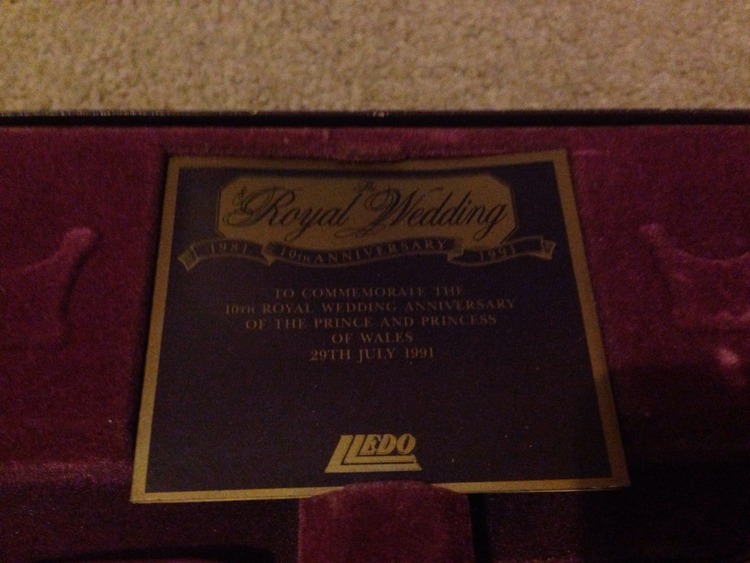 The
Royal Wedding
1981 10TH ANNIVERSARY 1991
TO COMMEMORATE THE
10TH ROYAL WEDDING ANNIVERSARY
OF THE PRINCE AND PRINCESS
OF WALES
29TH JULY 1991
LLEDO